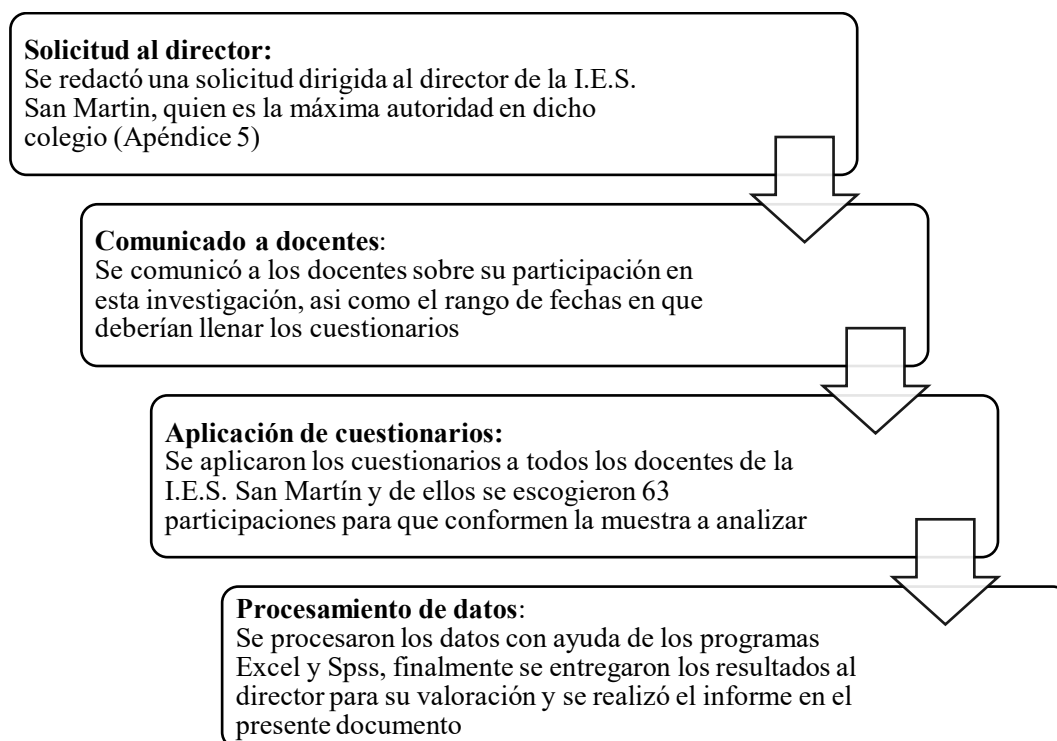 Solicitud al director:
Se redactó una solicitud dirigida al director de la I.E.S.
San Martin, quien es la máxima autoridad en dicho
colegio (Apéndice 5)
Comunicado a docentes:
Se comunicó a los docentes sobre su participación en
esta investigación, asi como el rango de fechas en que
deberían llenar los cuestionarios
Aplicación de cuestionarios:
Se aplicaron los cuestionarios a todos los docentes de la
I.E.S. San Martín y de ellos se escogieron 63
participaciones para que conformen la muestra a analizar
Procesamiento de datos:
Se procesaron los datos con ayuda de los programas
Excel y Spss, finalmente se entregaron los resultados al
director para su valoración y se realizó el informe en el
presente documento